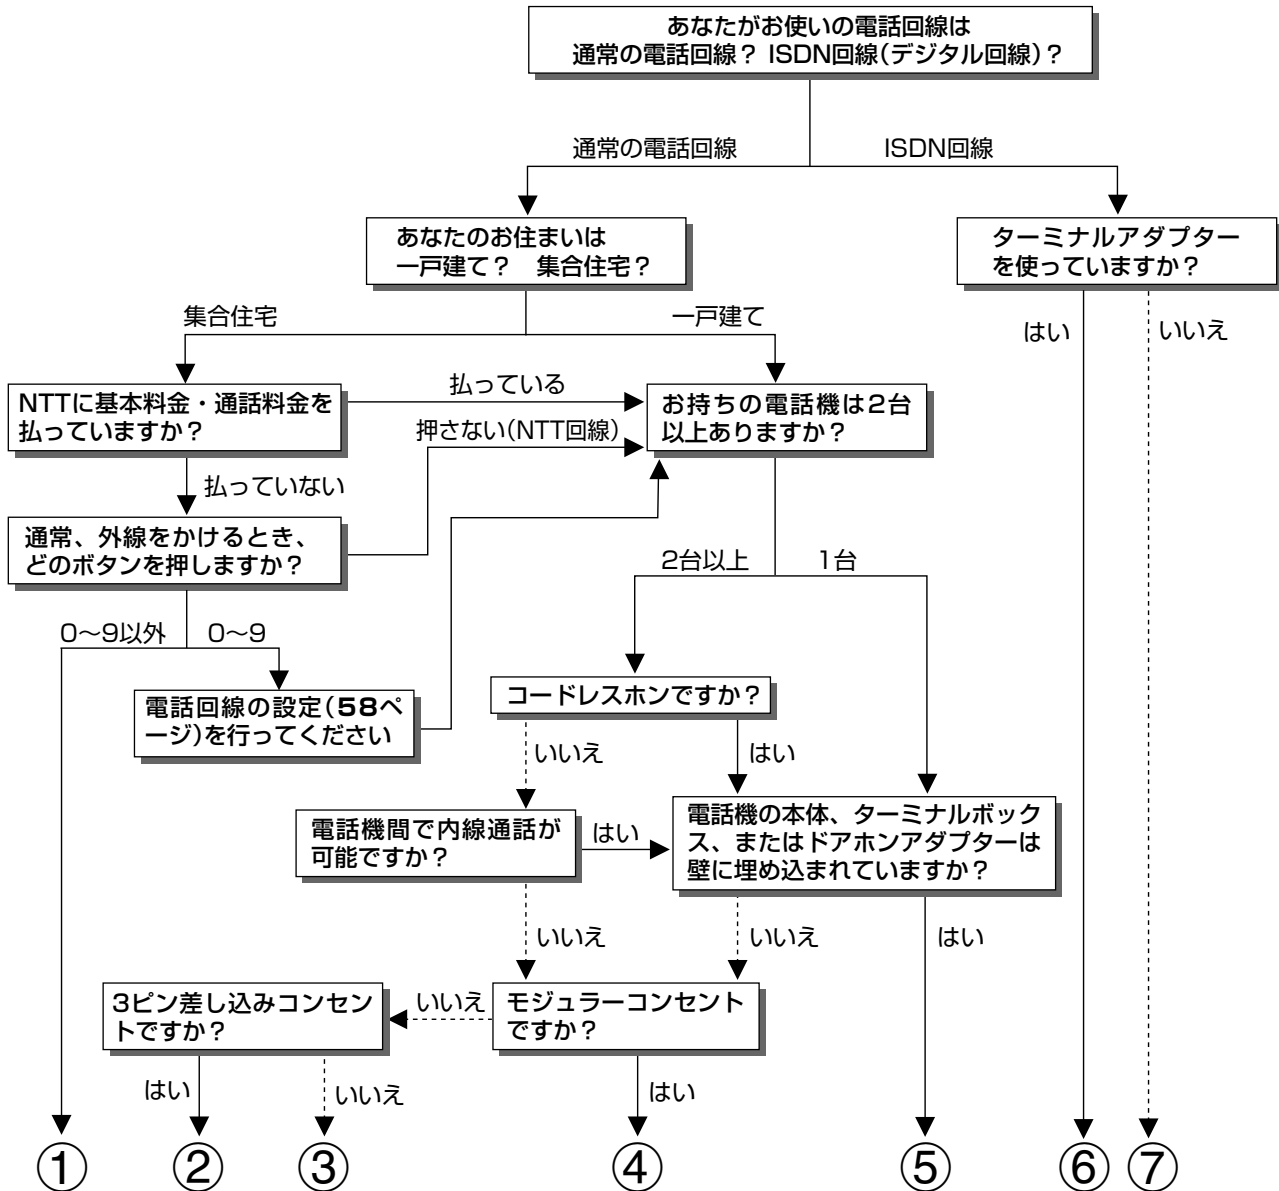 あなたがお使いの電話回線は
通常の電話回線？ ISDN回線（デジタル回線）？
通常の電話回線
ISDN回線
あなたのお住まいは
一戸建て？　集合住宅？
ターミナルアダプター
を使っていますか？
集合住宅
一戸建て
はい
いいえ
NTTに基本料金・通話料金を
払っていますか？
払っている
お持ちの電話機は2台
以上ありますか？
押さない（NTT回線）
払っていない
通常、外線をかけるとき、
どのボタンを押しますか？
2台以上
1台
0～9以外
0～9
電話回線の設定（58ペ
ージ）を行ってください
コードレスホンですか？
いいえ
はい
電話機間で内線通話が
可能ですか？
はい
電話機の本体、ターミナルボック
ス、またはドアホンアダプターは
壁に埋め込まれていますか？
いいえ
いいえ
はい
3ピン差し込みコンセン
トですか？
いいえ
モジュラーコンセント
ですか？
はい
いいえ
はい
①
②
③
④
⑤
⑥
⑦